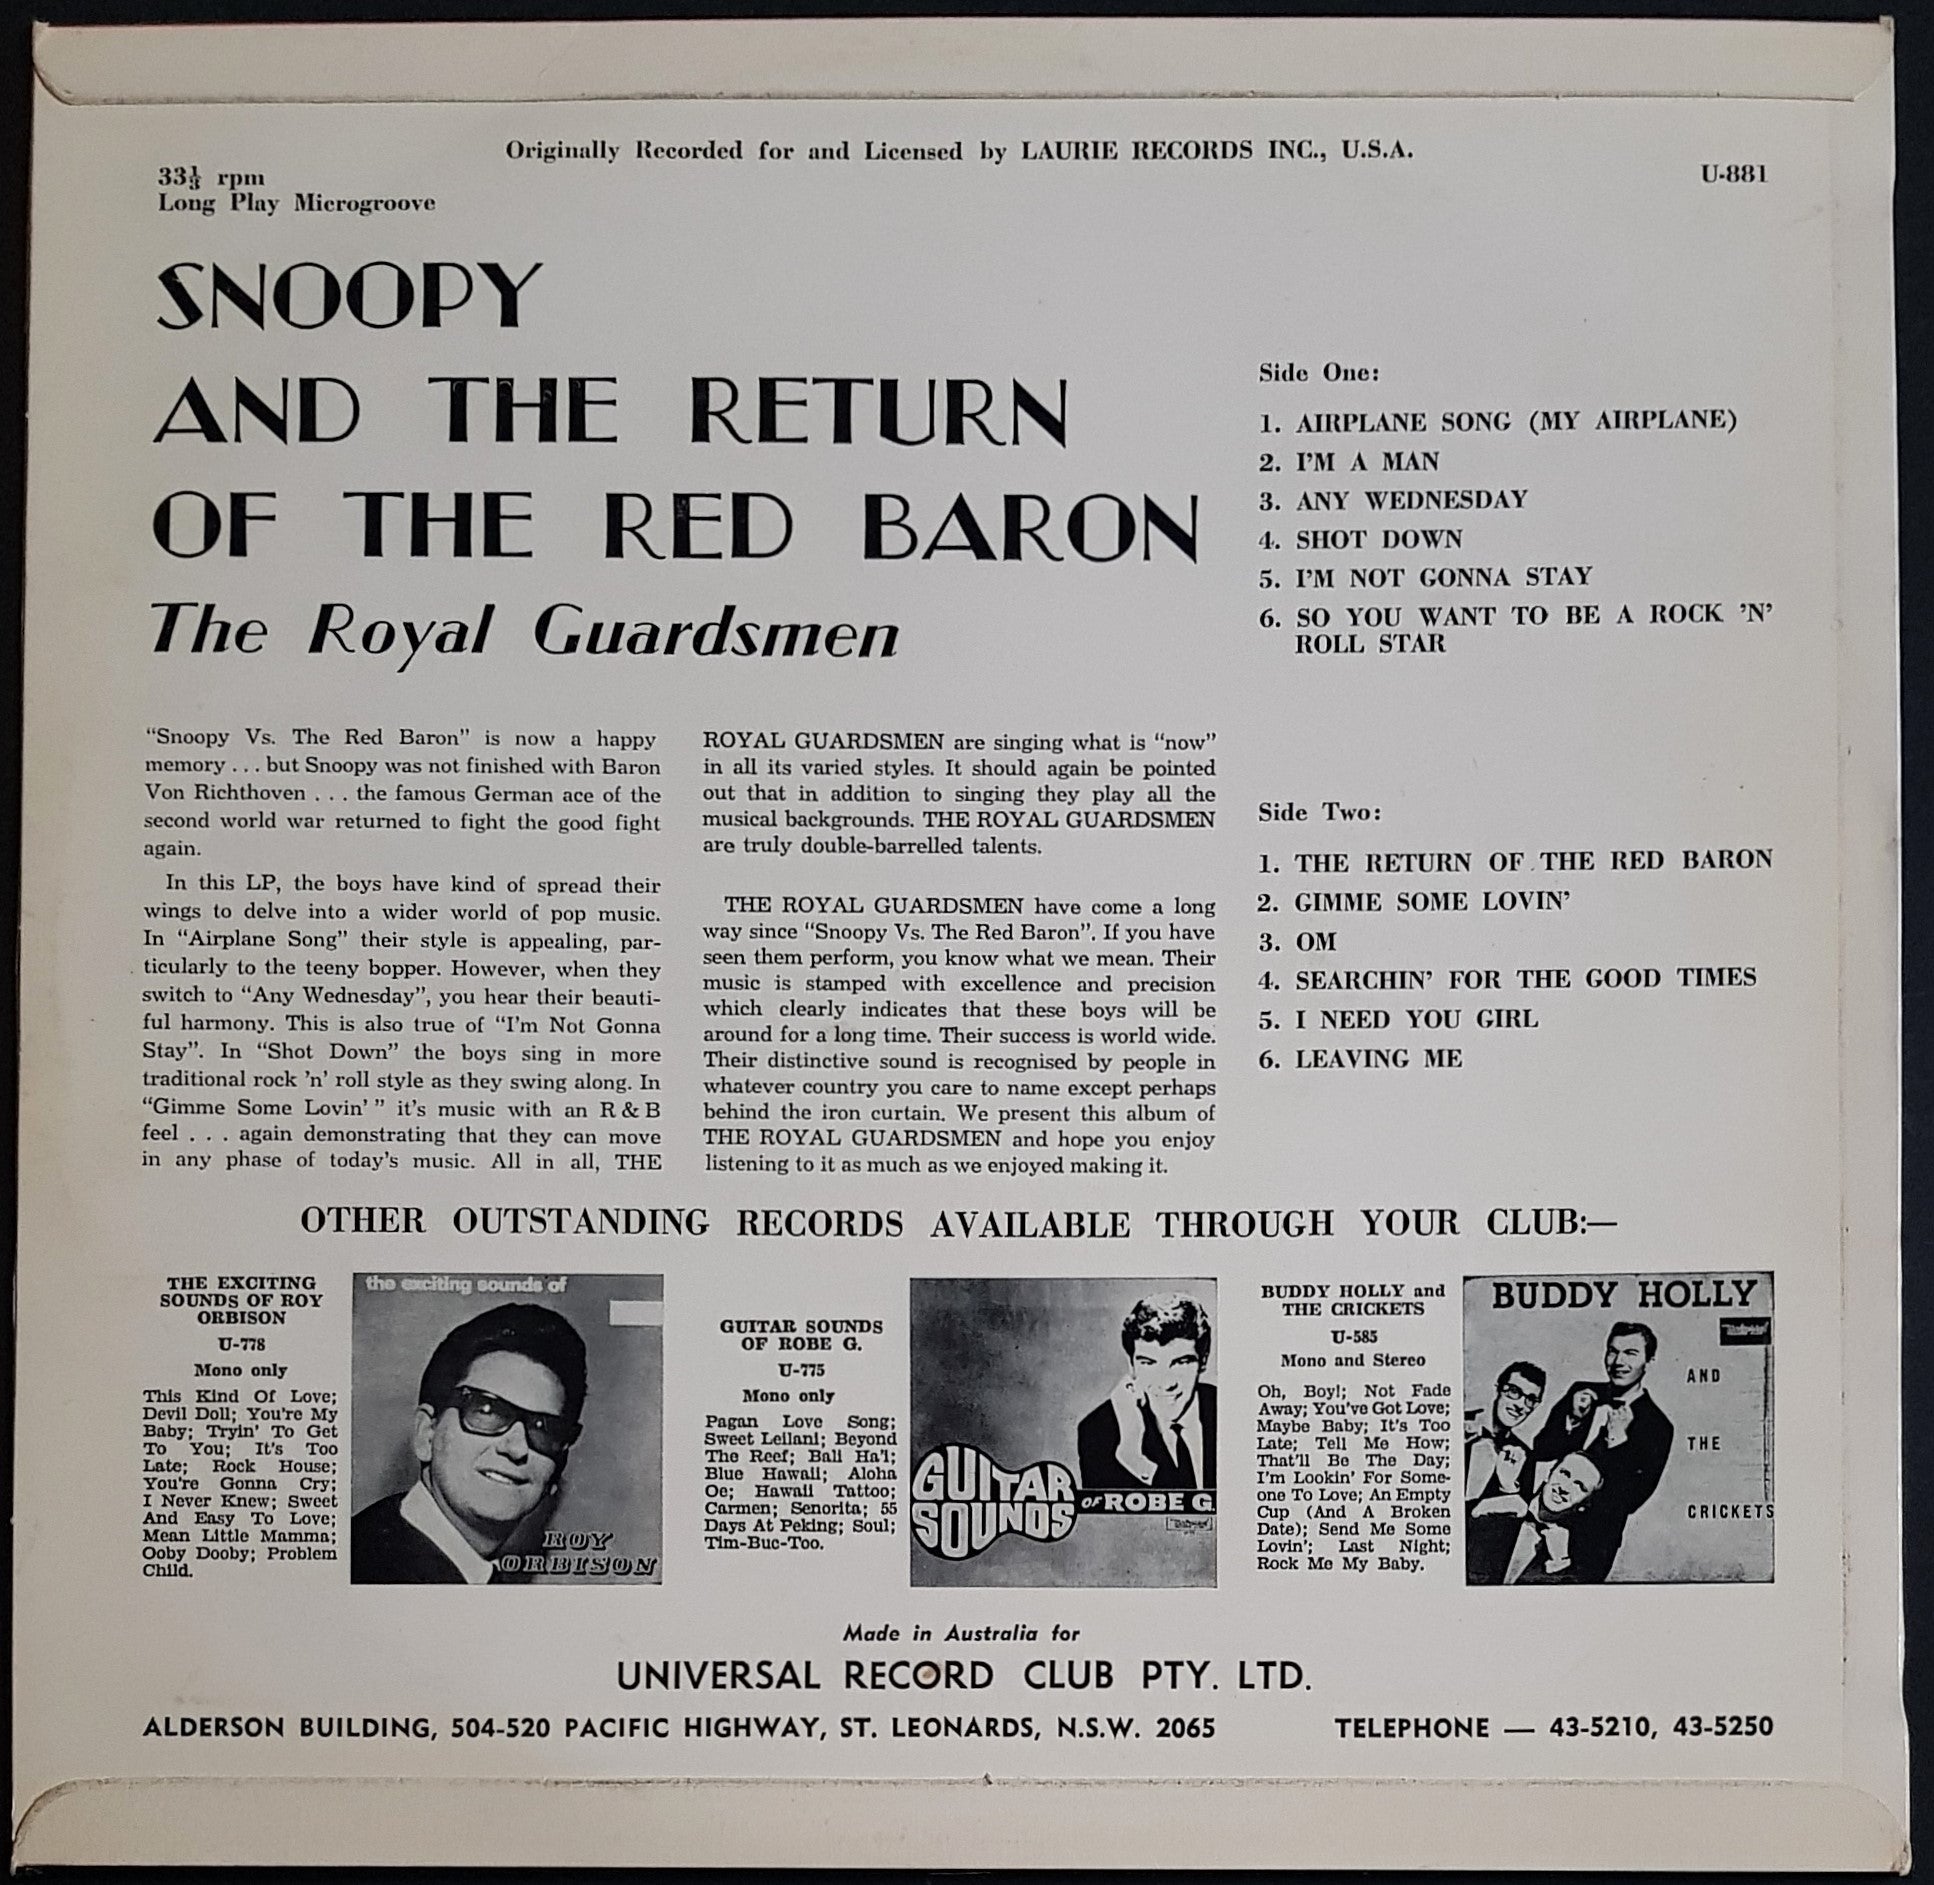 Originally Recorded for and Licensed by LAURIE RECORDS INC., U.S.A.
33⅓ rpm
Long Play Microgroove
U-881
SNOOPY
AND THE RETURN
OF THE RED BARON
The Royal Guardsmen
Side One:
1. AIRPLANE SONG (MY AIRPLANE)
2. I'M A MAN
3. ANY WEDNESDAY
4. SHOT DOWN
5. I'M NOT GONNA STAY
6. SO YOU WANT TO BE A ROCK 'N'
ROLL STAR
Side Two:
1. THE RETURN OF THE RED BARON
2. GIMME SOME LOVIN'
3. OM
4. SEARCHIN' FOR THE GOOD TIMES
5. I NEED YOU GIRL
6. LEAVING ME
"Snoopy Vs. The Red Baron" is now a happy
memory . . . but Snoopy was not finished with Baron
Von Richthoven . . . the famous German ace of the
second world war returned to fight the good fight
again.
In this LP, the boys have kind of spread their
wings to delve into a wider world of pop music.
In "Airplane Song" their style is appealing, par-
ticularly to the teeny bopper. However, when they
switch to "Any Wednesday", you hear their beauti-
ful harmony. This is also true of "I'm Not Gonna
Stay". In "Shot Down" the boys sing in more
traditional rock 'n' roll style as they swing along. In
"Gimme Some Lovin' " it's music with an R & B
feel . . . again demonstrating that they can move
in any phase of today's music. All in all, THE
ROYAL GUARDSMEN are singing what is "now"
in all its varied styles. It should again be pointed
out that in addition to singing they play all the
musical backgrounds. THE ROYAL GUARDSMEN
are truly double-barrelled talents.
THE ROYAL GUARDSMEN have come a long
way since "Snoopy Vs. The Red Baron". If you have
seen them perform, you know what we mean. Their
music is stamped with excellence and precision
which clearly indicates that these boys will be
around for a long time. Their success is world wide.
Their distinctive sound is recognised by people in
whatever country you care to name except perhaps
behind the iron curtain. We present this album of
THE ROYAL GUARDSMEN and hope you enjoy
listening to it as much as we enjoyed making it.
OTHER OUTSTANDING RECORDS AVAILABLE THROUGH YOUR CLUB:—
THE EXCITING
SOUNDS OF ROY
ORBISON
U-778
Mono only
This Kind Of Love;
Devil Doll; You're My
Baby; Tryin' To Get
To You; It's Too
Late; Rock House;
You're Gonna Cry;
I Never Knew; Sweet
And Easy To Love;
Mean Little Mamma;
Ooby Dooby; Problem
Child.
the exciting sounds of
ROY
ORBISON
GUITAR SOUNDS
OF ROBE G.
U-775
Mono only
Pagan Love Song;
Sweet Leilani; Beyond
The Reef; Bali Ha'i;
Blue Hawaii; Aloha
Oe; Hawaii Tattoo;
Carmen; Senorita; 55
Days At Peking; Soul;
Tim-Buc-Too.
GUITAR
SOUNDS
OF ROBE G.
BUDDY HOLLY and
THE CRICKETS
U-585
Mono and Stereo
Oh, Boy!; Not Fade
Away; You've Got Love;
Maybe Baby; It's Too
Late; Tell Me How;
That'll Be The Day;
I'm Lookin' For Some-
one To Love; An Empty
Cup (And A Broken
Date); Send Me Some
Lovin'; Last Night;
Rock Me My Baby.
BUDDY HOLLY
AND
THE
CRICKETS
Made in Australia for
UNIVERSAL RECORD CLUB PTY. LTD.
ALDERSON BUILDING, 504-520 PACIFIC HIGHWAY, ST. LEONARDS, N.S.W. 2065
TELEPHONE — 43-5210, 43-5250